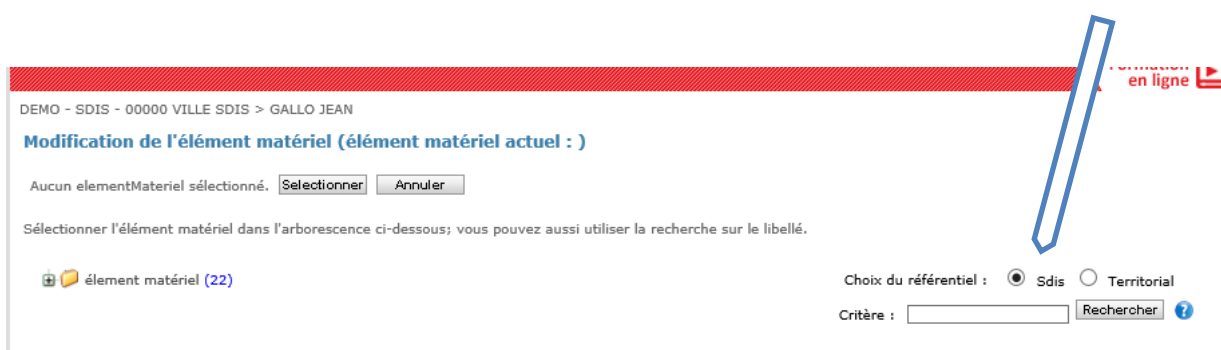 en ligne
DEMO - SDIS - 00000 VILLE SDIS > GALLO JEAN
Modification de l'élément matériel (élément matériel actuel : )
Aucun elementMateriel sélectionné. Selectionner Annuler
Sélectionner l'élément matériel dans l'arborescence ci-dessous; vous pouvez aussi utiliser la recherche sur le libellé.
élement matériel (22)
Choix du référentiel : Sdis Territorial
Critère : Rechercher ?